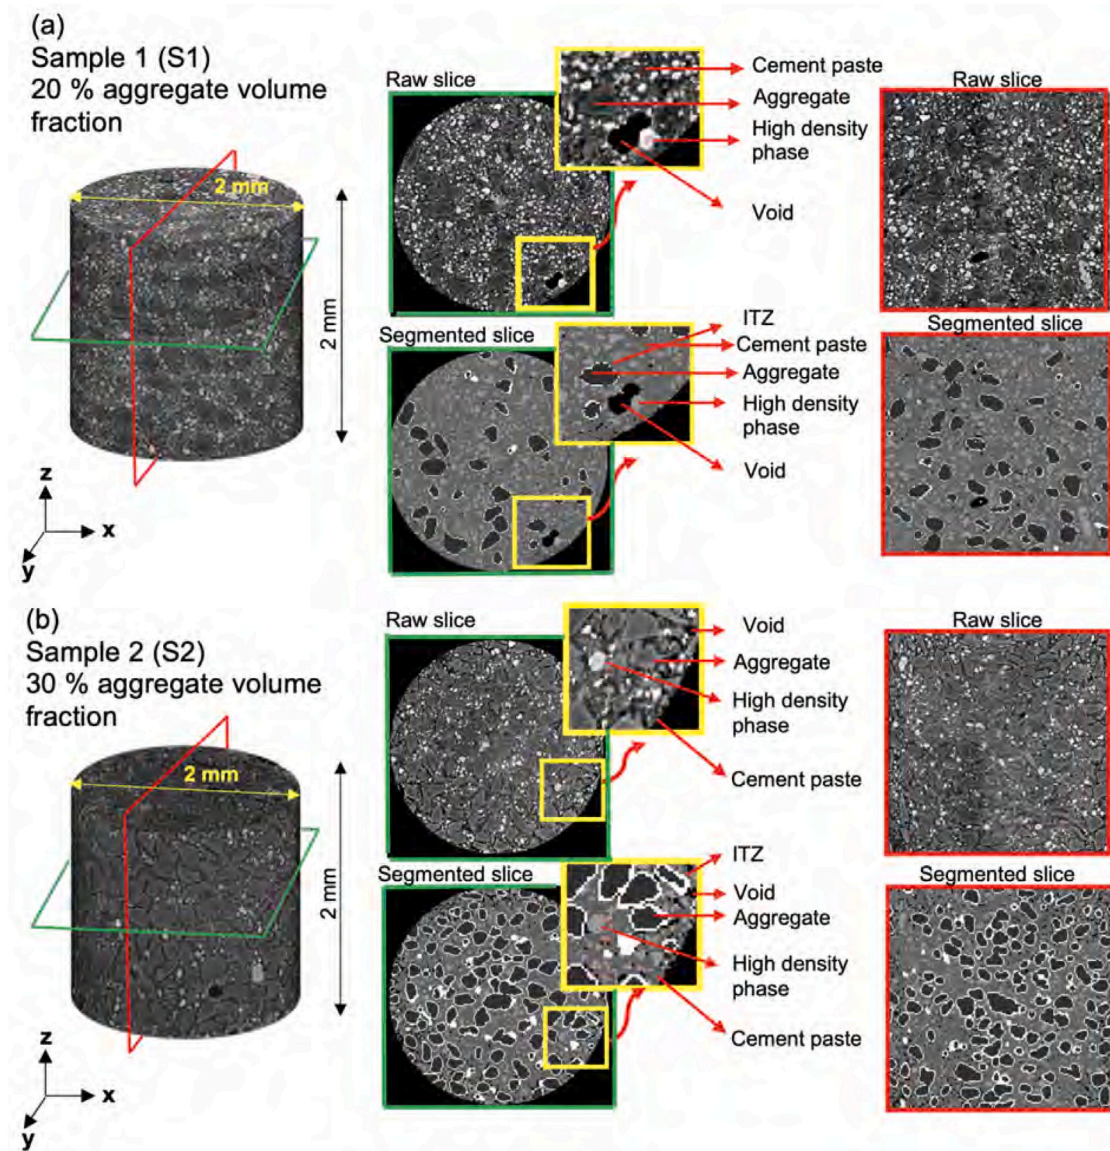 (a)
Sample 1 (S1)
20 % aggregate volume
fraction
2 mm
2 mm
z
x
y
Raw slice
Cement paste
Aggregate
High density
phase
Void
Raw slice
Segmented slice
ITZ
Cement paste
Aggregate
High density
phase
Void
Segmented slice
(b)
Sample 2 (S2)
30 % aggregate volume
fraction
2 mm
2 mm
z
x
y
Raw slice
Void
Aggregate
High density
phase
Cement paste
Raw slice
Segmented slice
ITZ
Void
Aggregate
High density
phase
Cement paste
Segmented slice